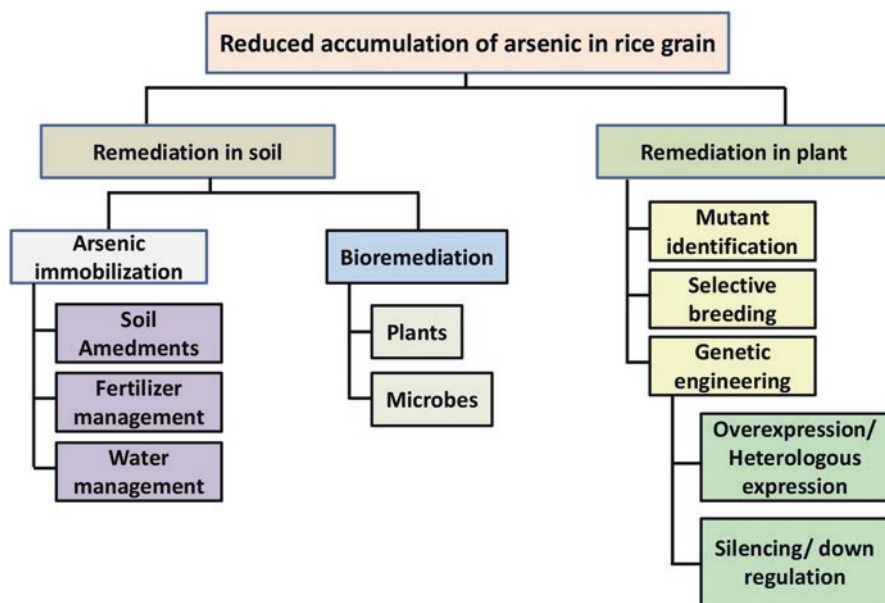 Reduced accumulation of arsenic in rice grain
Remediation in soil
Remediation in plant
Arsenic
immobilization
Bioremediation
Soil
Amedments
Fertilizer
management
Water
management
Plants
Microbes
Mutant
identification
Selective
breeding
Genetic
engineering
Overexpression/
Heterologous
expression
Silencing/ down
regulation